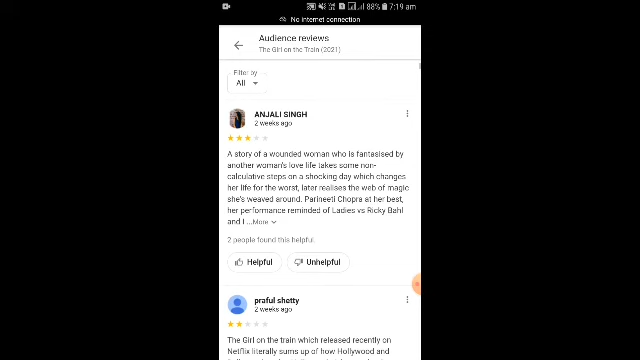 88% 7:19 am
No internet connection
Audience reviews
The Girl on the Train (2021)
Filter by
All
ANJALI SINGH
2 weeks ago
A story of a wounded woman who is fantasised by
another woman's love life takes some non-
calculative steps on a shocking day which changes
her life for the worst, later realises the web of magic
she's weaved around. Parineeti Chopra at her best,
her performance reminded of Ladies vs Ricky Bahl
and I ...More
2 people found this helpful.
Helpful
Unhelpful
praful shetty
2 weeks ago
The Girl on the train which released recently on
Netflix literally sums up of how Hollywood and